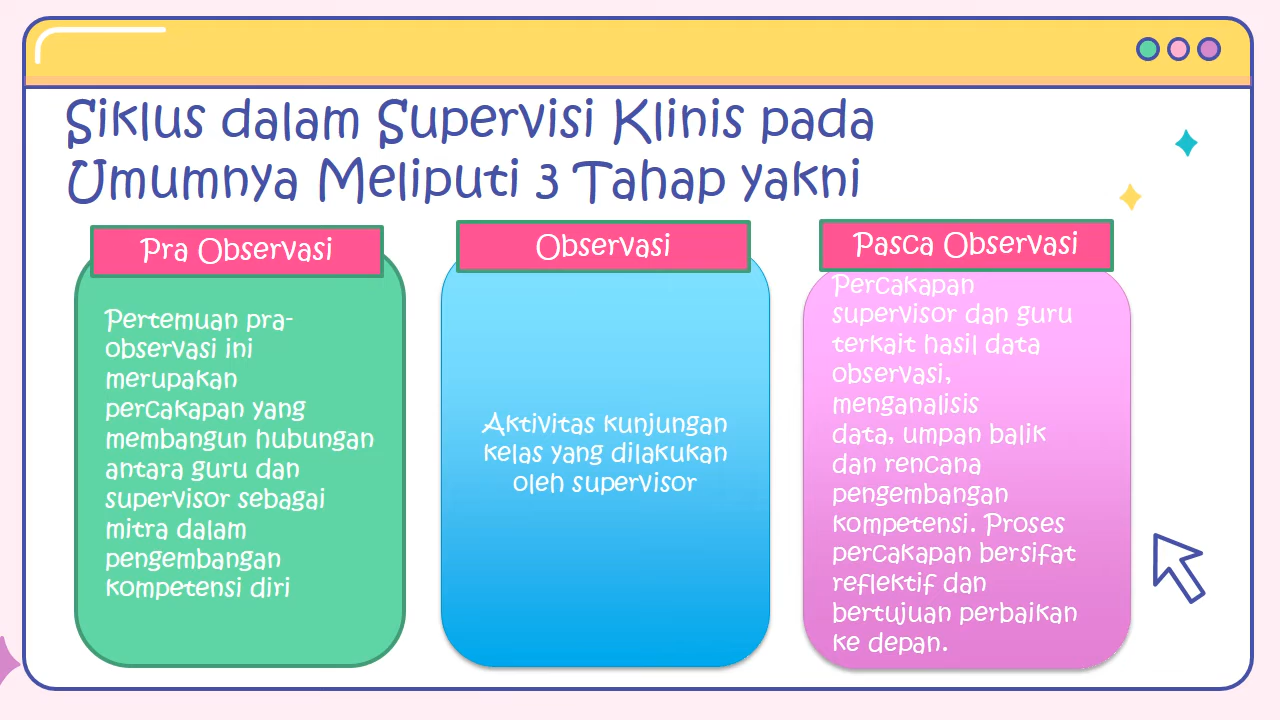 Siklus dalam Supervisi Klinis pada
Umumnya Meliputi 3 Tahap yakni
Pra Observasi
Pertemuan pra-
observasi ini
merupakan
percakapan yang
membangun hubungan
antara guru dan
supervisor sebagai
mitra dalam
pengembangan
kompetensi diri
Observasi
Aktivitas kunjungan
kelas yang dilakukan
oleh supervisor
Pasca Observasi
Percakapan
supervisor dan guru
terkait hasil data
observasi,
menganalisis
data, umpan balik
dan rencana
pengembangan
kompetensi. Proses
percakapan bersifat
reflektif dan
bertujuan perbaikan
ke depan.